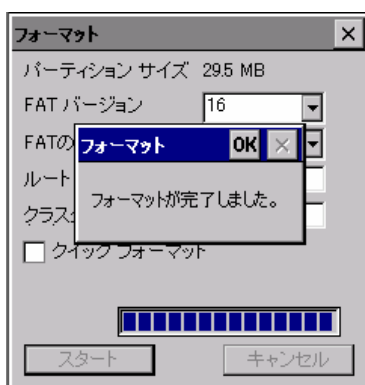 フォーマット
パーティション サイズ 29.5 MB
FAT バージョン 16
FATの
フォーマット OK
ルート
フォーマットが完了しました。
クラスタ
クイック フォーマット
スタート キャンセル